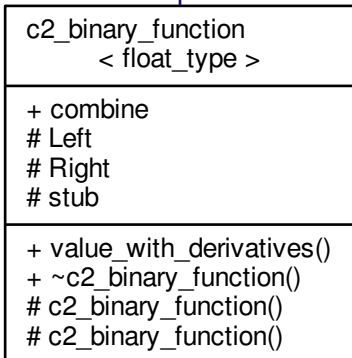 c2_binary_function
< float_type >
+ combine
# Left
# Right
# stub
+ value_with_derivatives()
+ ~c2_binary_function()
# c2_binary_function()
# c2_binary_function()